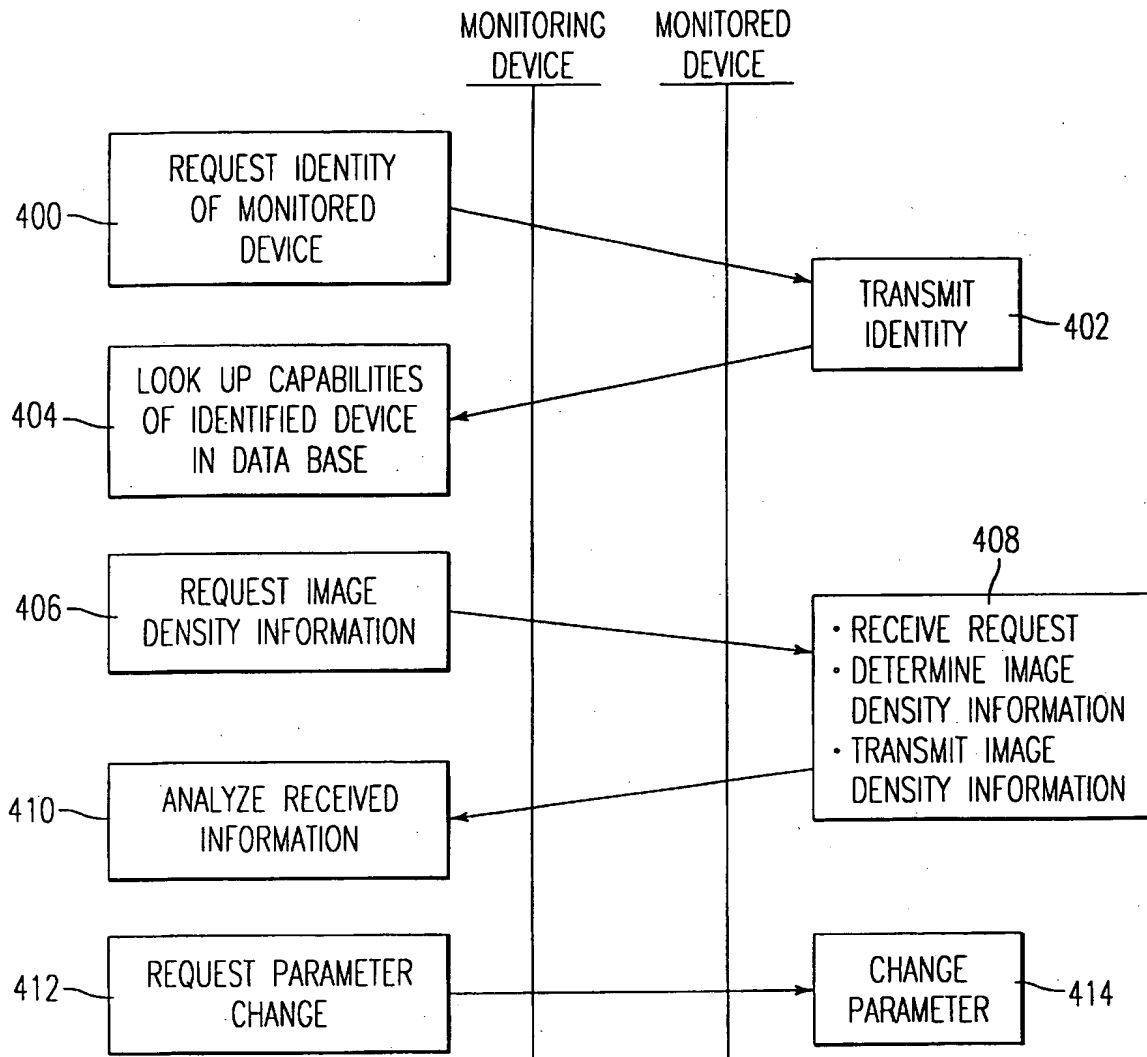 MONITORING
DEVICE
MONITORED
DEVICE
REQUEST IDENTITY
OF MONITORED
DEVICE
400
TRANSMIT
IDENTITY
402
LOOK UP CAPABILITIES
OF IDENTIFIED DEVICE
IN DATA BASE
404
REQUEST IMAGE
DENSITY INFORMATION
406
408
• RECEIVE REQUEST
• DETERMINE IMAGE
DENSITY INFORMATION
• TRANSMIT IMAGE
DENSITY INFORMATION
ANALYZE RECEIVED
INFORMATION
410
REQUEST PARAMETER
CHANGE
412
CHANGE
PARAMETER
414